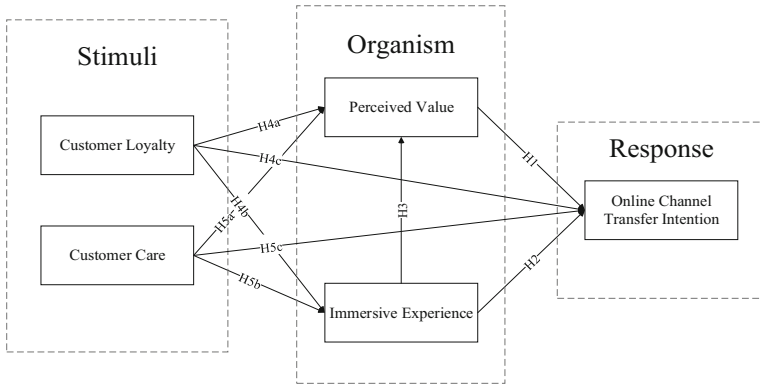 Stimuli
Customer Loyalty
Customer Care
Organism
Perceived Value
Immersive Experience
Response
Online Channel
Transfer Intention
H4a
H4c
H4b
H5a
H5c
H5b
H3
H1
H2